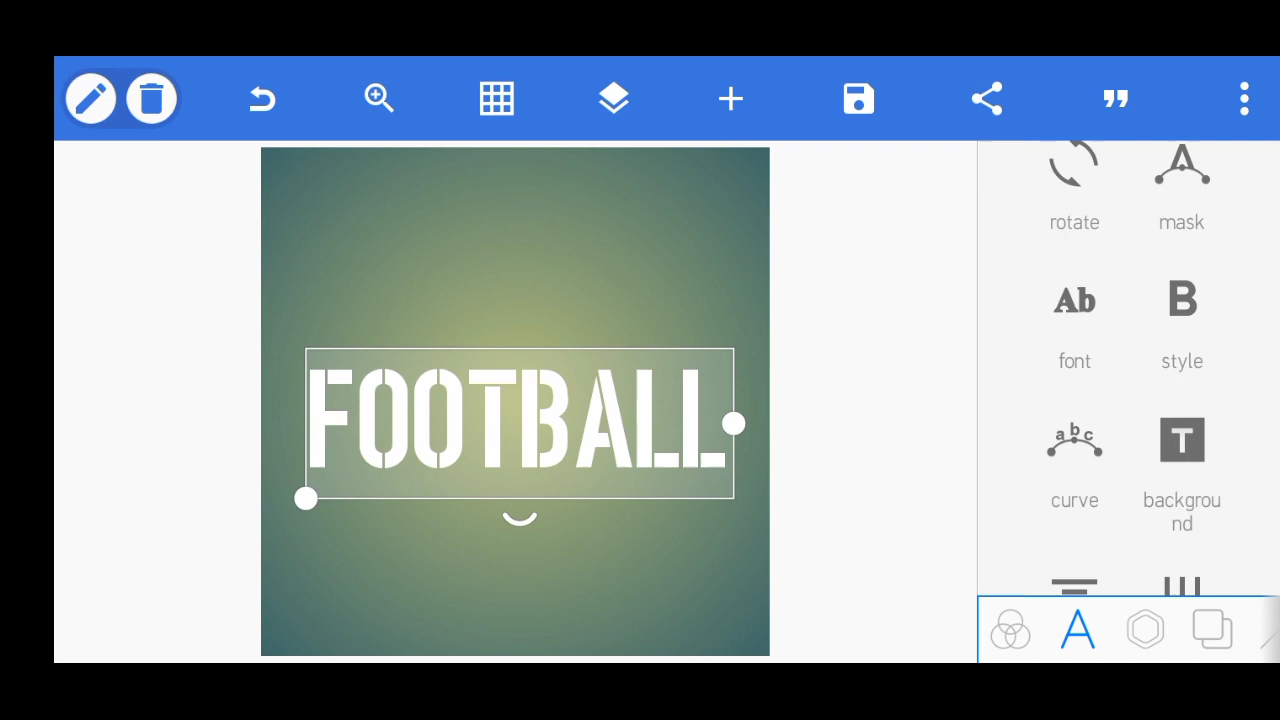 FOOTBALL
rotate
mask
Ab
font
B
style
abc
curve
T
backgrou
nd
A